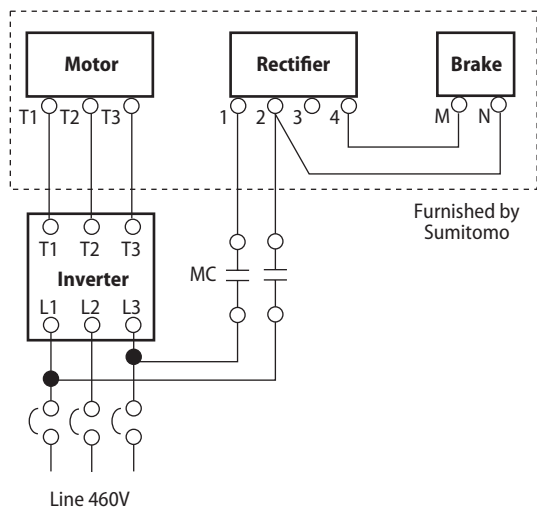 Motor Rectifier Brake
T1 T2 T3 1 2 3 4 M N
Furnished by
Sumitomo
T1 T2 T3
Inverter MC
L1 L2 L3
Line 460V